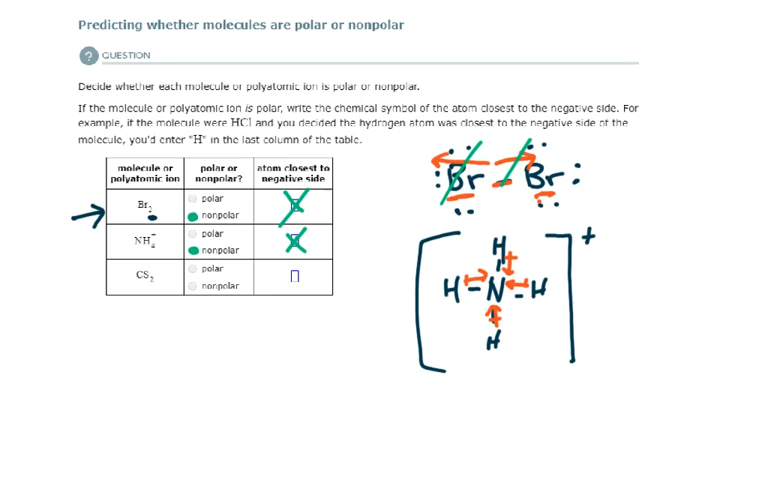 Predicting whether molecules are polar or nonpolar
? QUESTION
Decide whether each molecule or polyatomic ion is polar or nonpolar.
If the molecule or polyatomic ion is polar, write the chemical symbol of the atom closest to the negative side. For
example, if the molecule were HCl and you decided the hydrogen atom was closest to the negative side of the
molecule, you'd enter "H" in the last column of the table.
molecule or polyatomic ion
polar or nonpolar?
atom closest to negative side
Br₂
polar
nonpolar
NH₄⁺
polar
nonpolar
CS₂
polar
nonpolar
:Br - Br:
[ H +
H - N - H
H ]